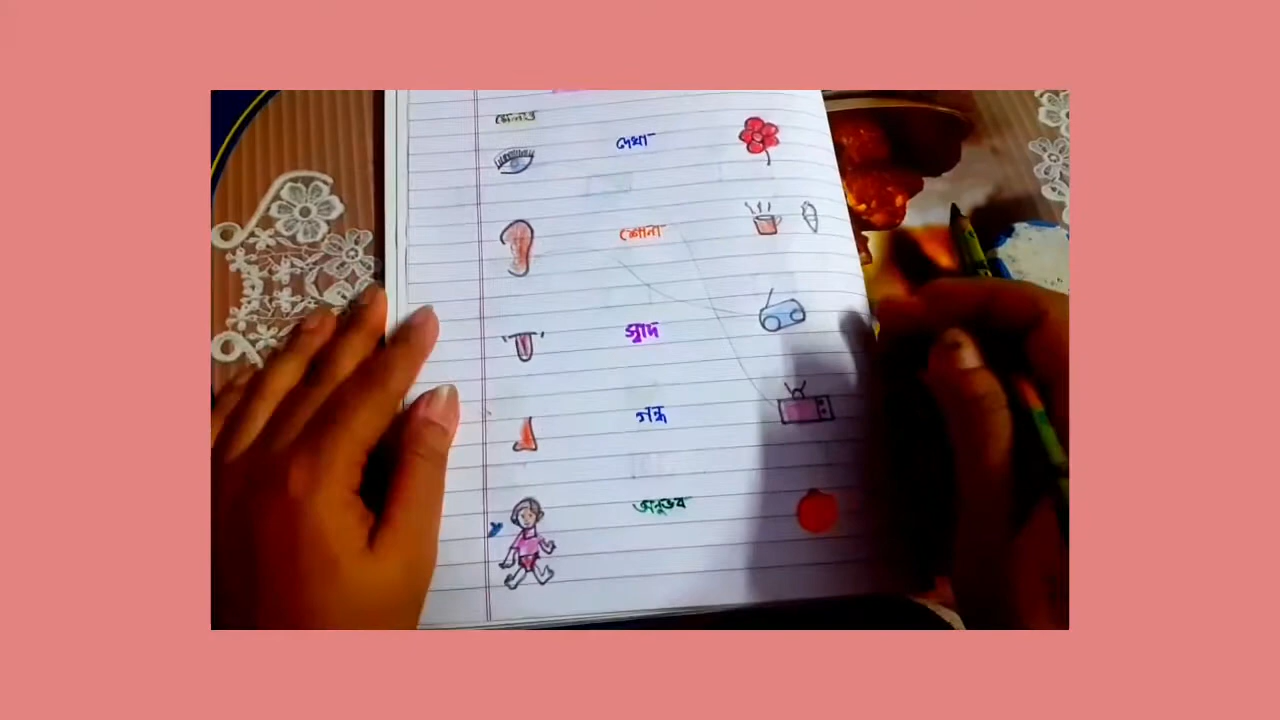 মেলাও
দেখা
শোনা
স্বাদ
গন্ধ
অনুভব